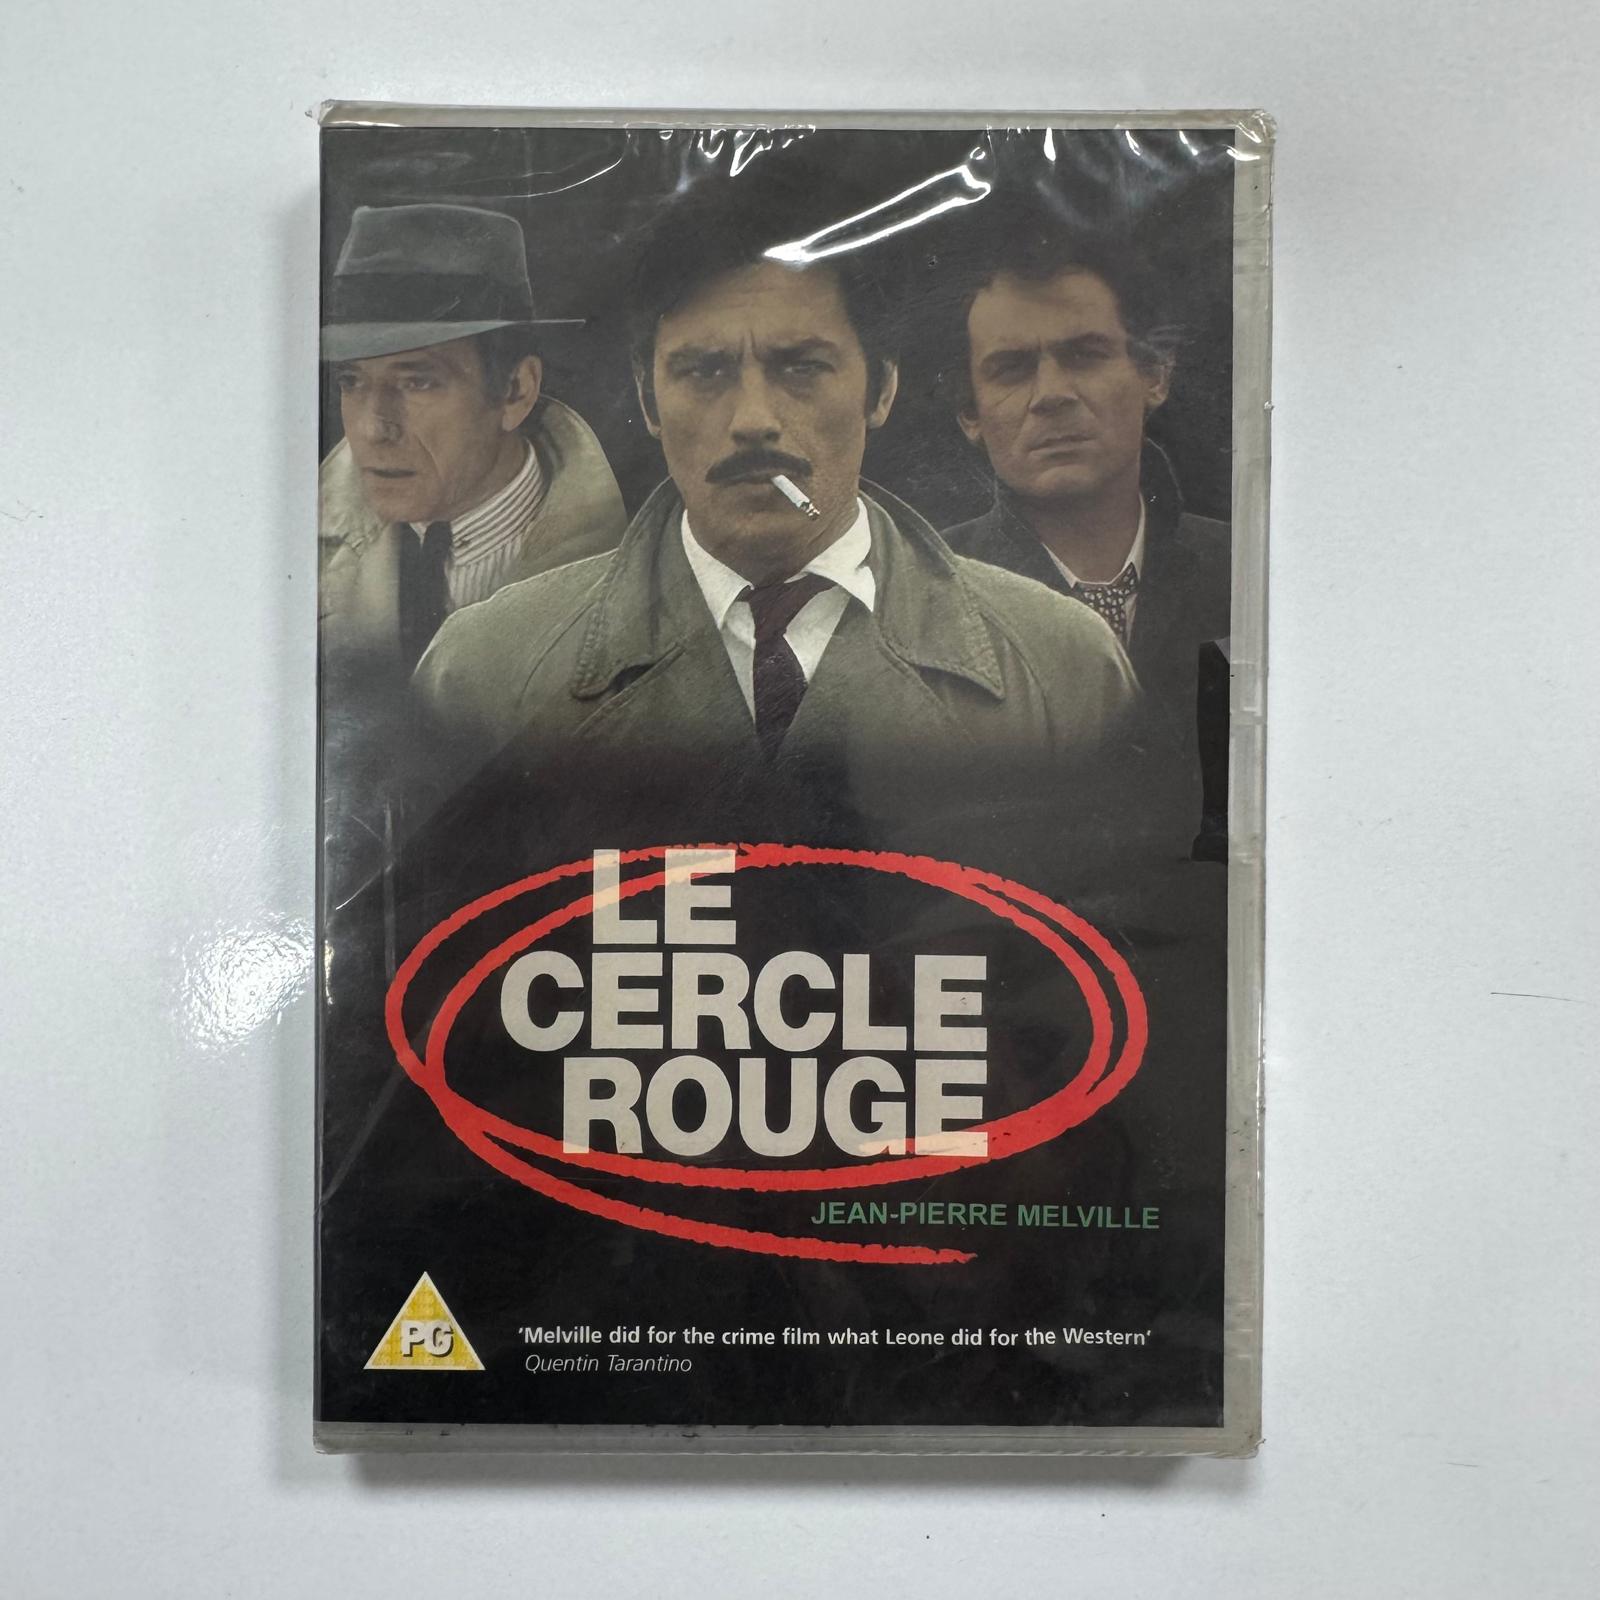 LE
CERCLE
ROUGE
JEAN-PIERRE MELVILLE
PG
‘Melville did for the crime film what Leone did for the Western’
Quentin Tarantino